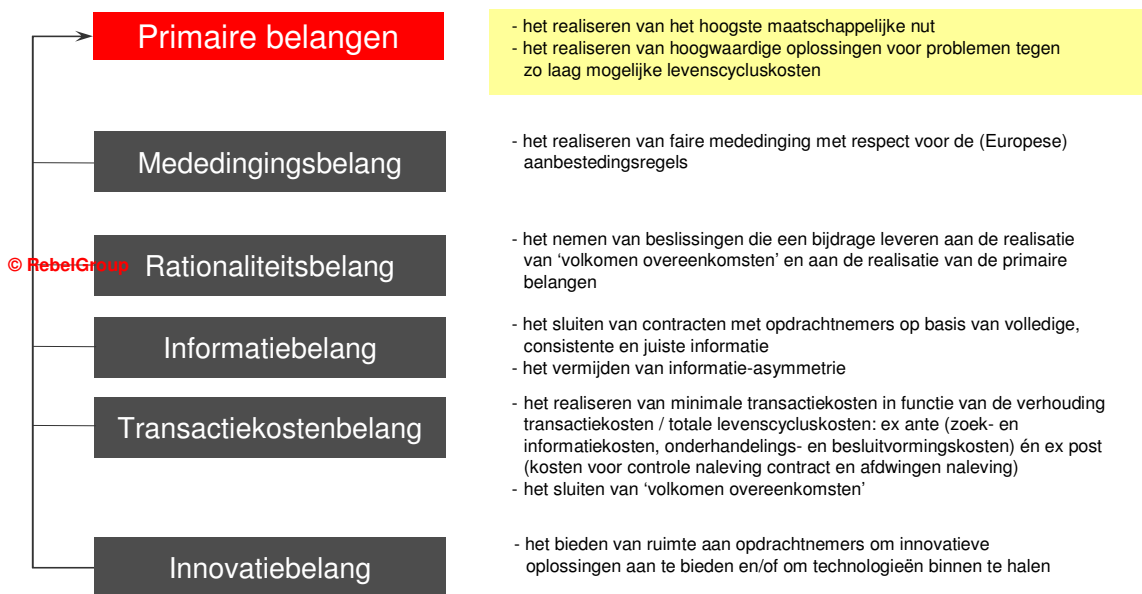 Primaire belangen
- het realiseren van het hoogste maatschappelijke nut
- het realiseren van hoogwaardige oplossingen voor problemen tegen
zo laag mogelijke levenscycluskosten
Mededingingsbelang
- het realiseren van faire mededinging met respect voor de (Europese)
aanbestedingsregels
© RebelGroup
Rationaliteitsbelang
- het nemen van beslissingen die een bijdrage leveren aan de realisatie
van ‘volkomen overeenkomsten’ en aan de realisatie van de primaire
belangen
Informatiebelang
- het sluiten van contracten met opdrachtnemers op basis van volledige,
consistente en juiste informatie
- het vermijden van informatie-asymmetrie
Transactiekostenbelang
- het realiseren van minimale transactiekosten in functie van de verhouding
transactiekosten / totale levenscycluskosten: ex ante (zoek- en
informatiekosten, onderhandelings- en besluitvormingskosten) én ex post
(kosten voor controle naleving contract en afdwingen naleving)
- het sluiten van ‘volkomen overeenkomsten’
Innovatiebelang
- het bieden van ruimte aan opdrachtnemers om innovatieve
oplossingen aan te bieden en/of om technologieën binnen te halen